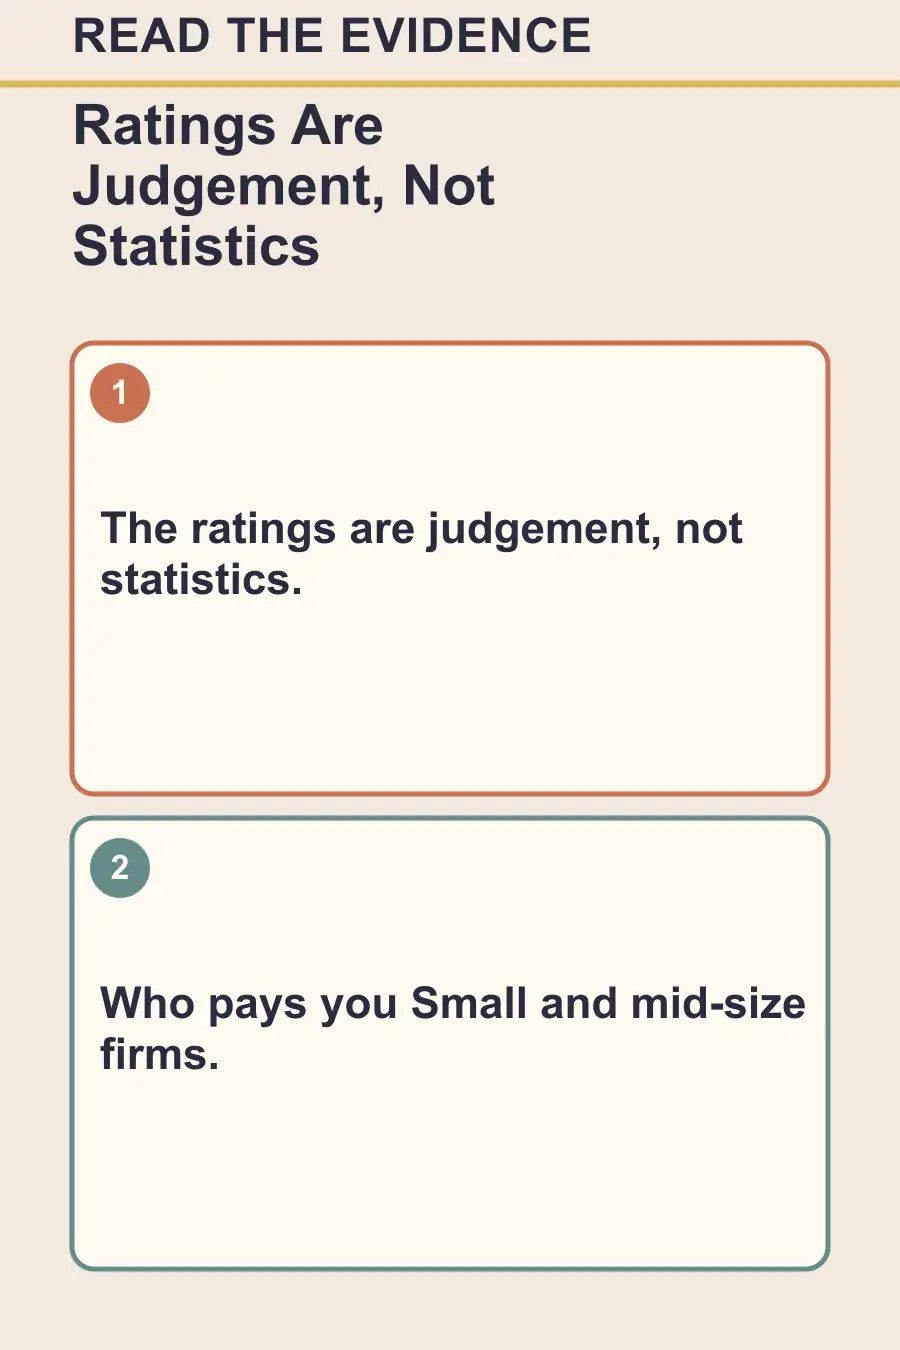 READ THE EVIDENCE
Ratings Are
Judgement, Not
Statistics
1
The ratings are judgement, not
statistics.
2
Who pays you Small and mid-size
firms.